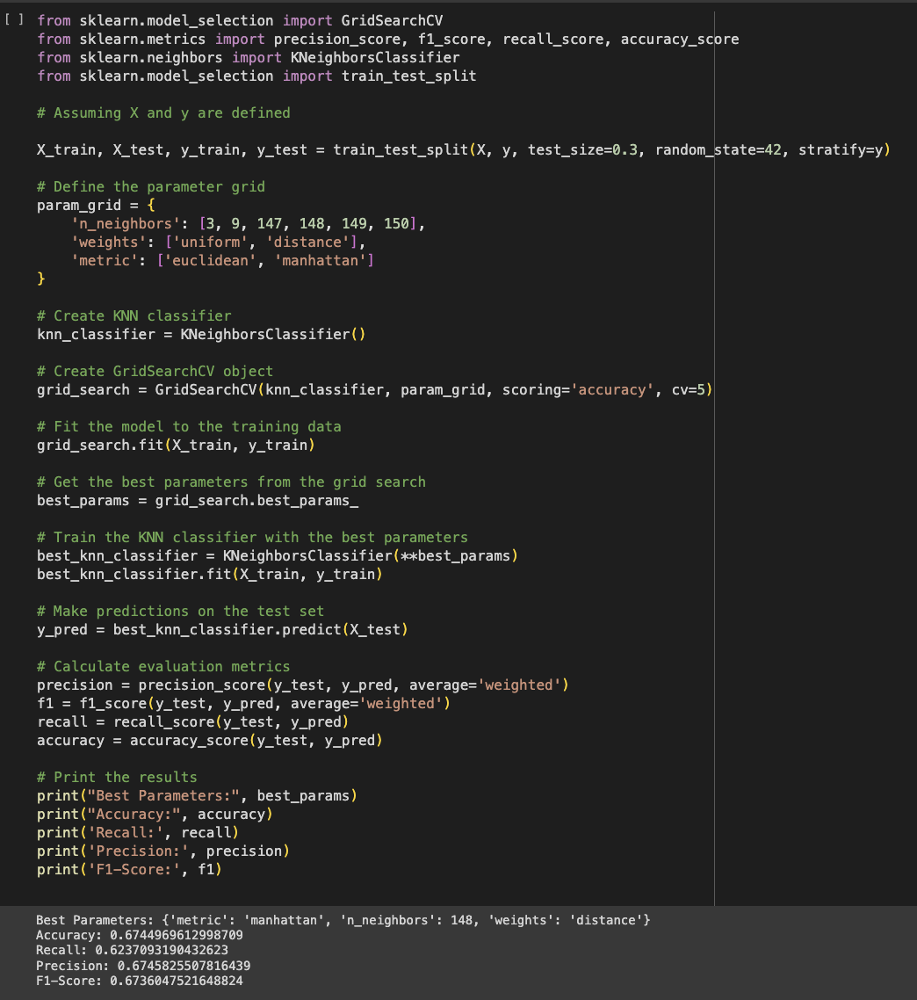 [ ] from sklearn.model_selection import GridSearchCV
from sklearn.metrics import precision_score, f1_score, recall_score, accuracy_score
from sklearn.neighbors import KNeighborsClassifier
from sklearn.model_selection import train_test_split
# Assuming X and y are defined
X_train, X_test, y_train, y_test = train_test_split(X, y, test_size=0.3, random_state=42, stratify=y)
# Define the parameter grid
param_grid = {
    'n_neighbors': [3, 9, 147, 148, 149, 150],
    'weights': ['uniform', 'distance'],
    'metric': ['euclidean', 'manhattan']
}
# Create KNN classifier
knn_classifier = KNeighborsClassifier()
# Create GridSearchCV object
grid_search = GridSearchCV(knn_classifier, param_grid, scoring='accuracy', cv=5)
# Fit the model to the training data
grid_search.fit(X_train, y_train)
# Get the best parameters from the grid search
best_params = grid_search.best_params_
# Train the KNN classifier with the best parameters
best_knn_classifier = KNeighborsClassifier(**best_params)
best_knn_classifier.fit(X_train, y_train)
# Make predictions on the test set
y_pred = best_knn_classifier.predict(X_test)
# Calculate evaluation metrics
precision = precision_score(y_test, y_pred, average='weighted')
f1 = f1_score(y_test, y_pred, average='weighted')
recall = recall_score(y_test, y_pred)
accuracy = accuracy_score(y_test, y_pred)
# Print the results
print("Best Parameters:", best_params)
print("Accuracy:", accuracy)
print('Recall:', recall)
print('Precision:', precision)
print('F1-Score:', f1)
Best Parameters: {'metric': 'manhattan', 'n_neighbors': 148, 'weights': 'distance'}
Accuracy: 0.6744969612998709
Recall: 0.6237093190432623
Precision: 0.6745825507816439
F1-Score: 0.6736047521648824